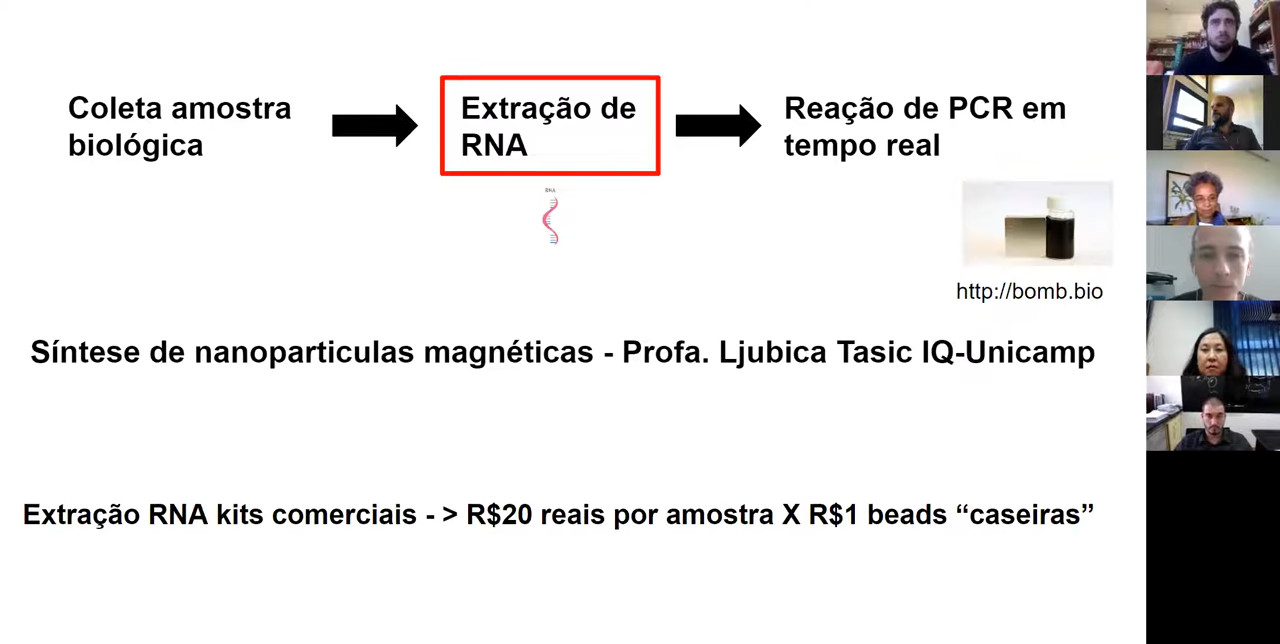 Coleta amostra
biológica
Extração de
RNA
Reação de PCR em
tempo real
RNA
http://bomb.bio
Síntese de nanoparticulas magnéticas - Profa. Ljubica Tasic IQ-Unicamp
Extração RNA kits comerciais - > R$20 reais por amostra X R$1 beads “caseiras”